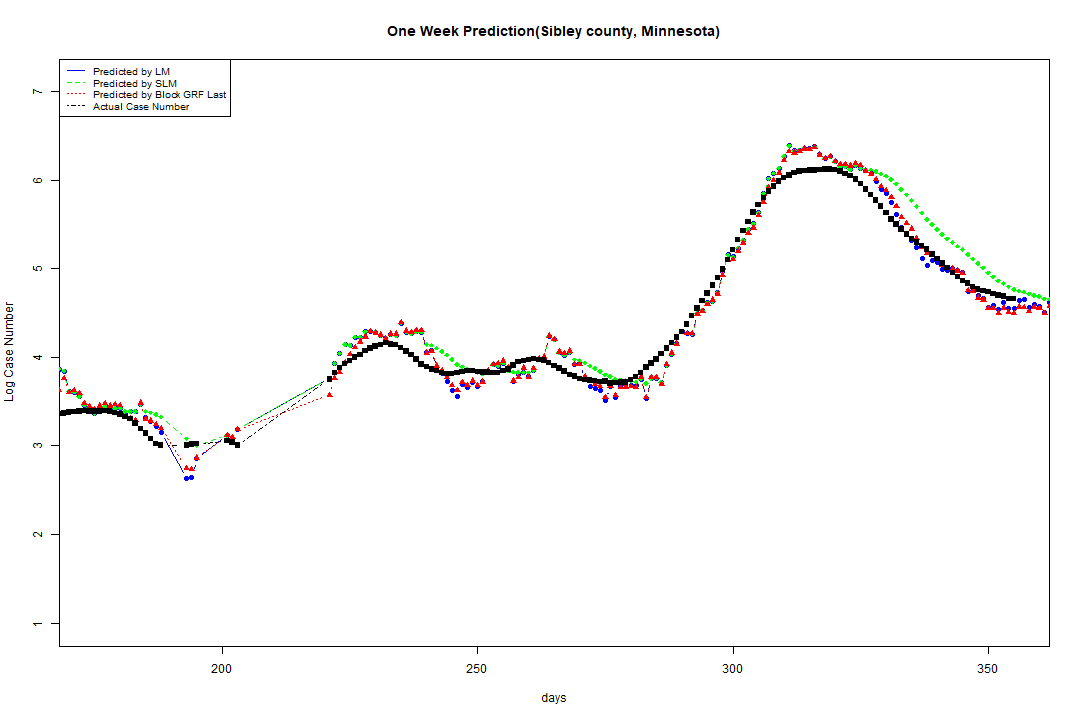 One Week Prediction(Sibley county, Minnesota)
Predicted by LM
Predicted by SLM
Predicted by Block GRF Last
Actual Case Number
Log Case Number
7
6
5
4
3
2
1
200
250
300
350
days